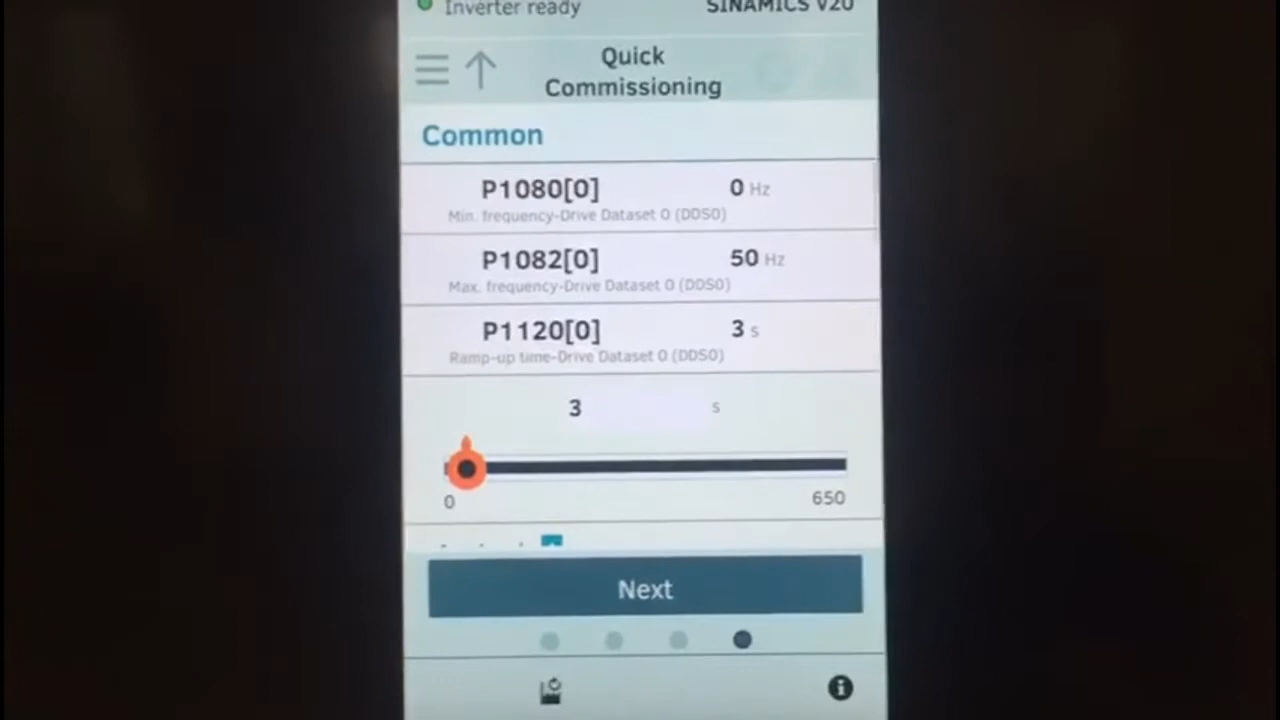 Inverter ready SINAMICS V20
Quick
Commissioning
Common
P1080[0] 0 Hz
Min. frequency-Drive Dataset 0 (DDS0)
P1082[0] 50 Hz
Max. frequency-Drive Dataset 0 (DDS0)
P1120[0] 3 s
Ramp-up time-Drive Dataset 0 (DDS0)
3 s
0 650
Next